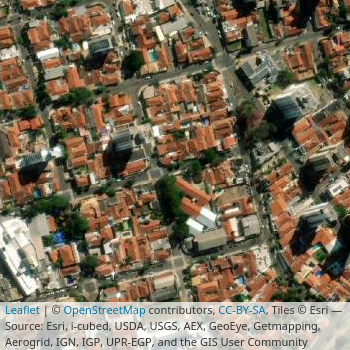 Leaflet | © OpenStreetMap contributors, CC-BY-SA, Tiles © Esri —
Source: Esri, i-cubed, USDA, USGS, AEX, GeoEye, Getmapping,
Aerogrid, IGN, IGP, UPR-EGP, and the GIS User Community